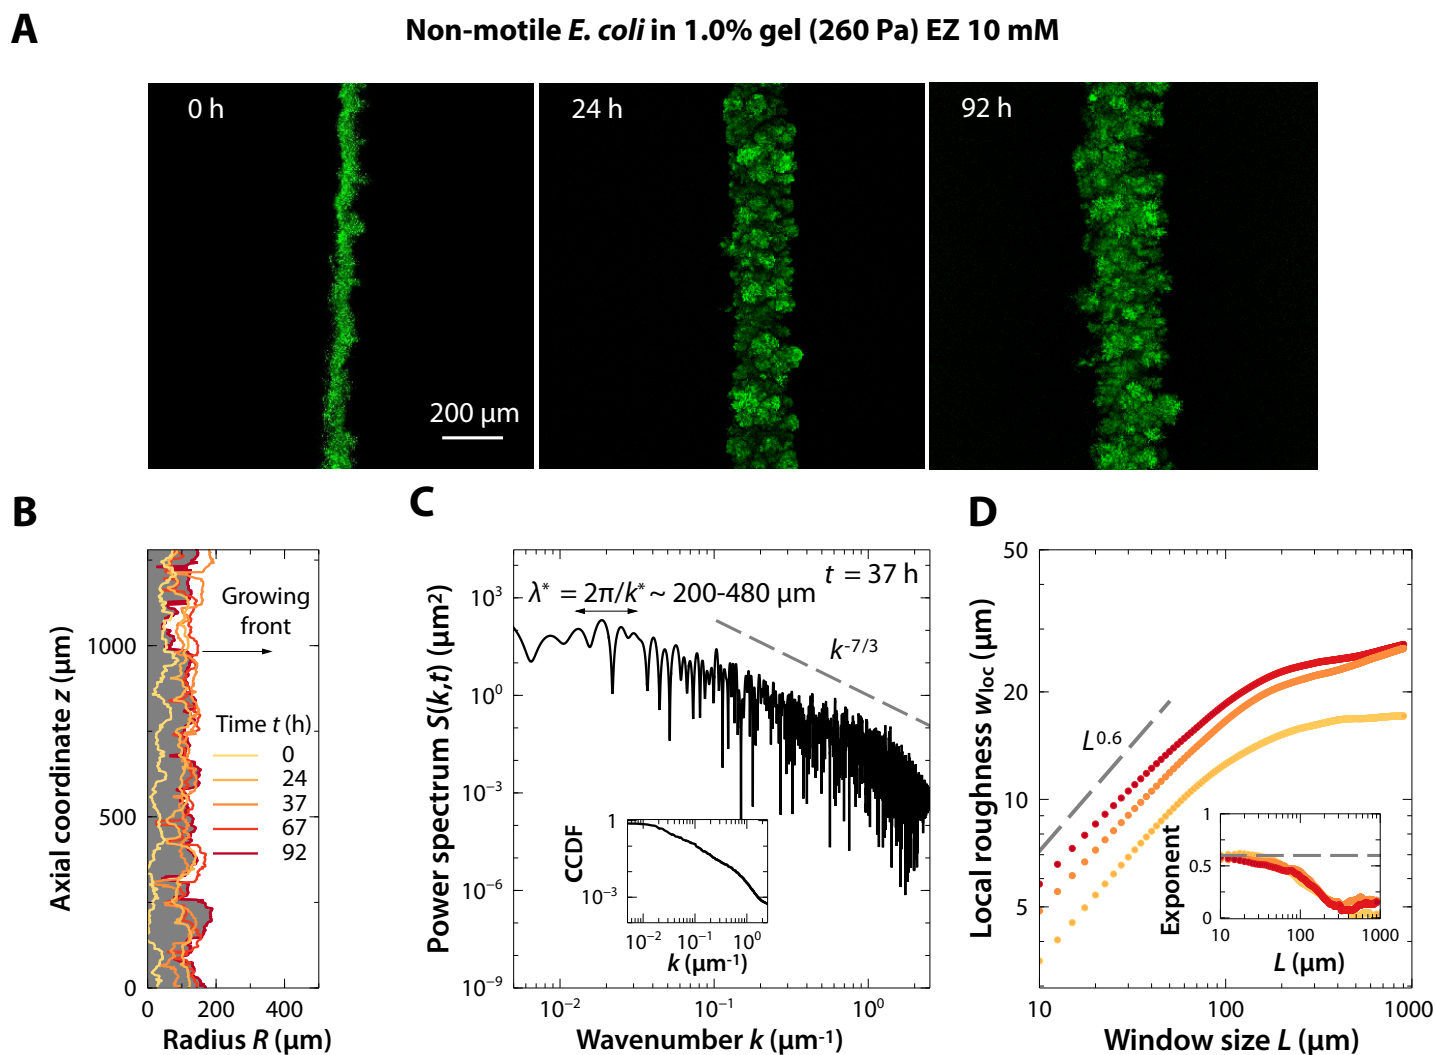 A
Non-motile E. coli in 1.0% gel (260 Pa) EZ 10 mM
0 h
24 h
92 h
200 µm
B
Axial coordinate z (µm)
1000
500
0
Growing
front
Time t (h)
0
24
37
67
92
0
200
400
Radius R (µm)
C
Power spectrum S(k,t) (µm²)
10³
10⁰
10⁻³
10⁻⁶
10⁻⁹
t = 37 h
λ* = 2π/k* ~ 200-480 µm
k⁻⁷ᐟ³
CCDF
1
10⁻³
10⁻²
10⁻¹
10⁰
k (µm⁻¹)
10⁻²
10⁻¹
10⁰
Wavenumber k (µm⁻¹)
D
Local roughness wloc (µm)
50
20
10
5
L⁰·⁶
Exponent
1
0.5
0
10
100
1000
L (µm)
10
100
1000
Window size L (µm)